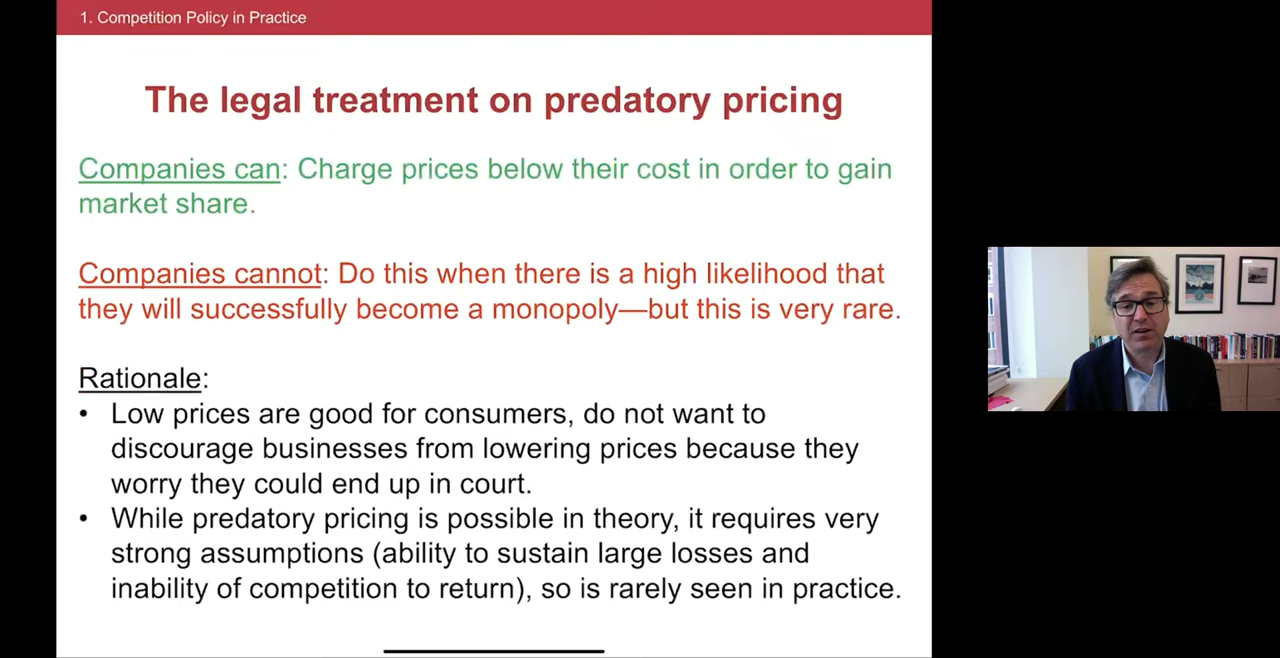 1. Competition Policy in Practice
The legal treatment on predatory pricing
Companies can: Charge prices below their cost in order to gain
market share.
Companies cannot: Do this when there is a high likelihood that
they will successfully become a monopoly—but this is very rare.
Rationale:
• Low prices are good for consumers, do not want to
discourage businesses from lowering prices because they
worry they could end up in court.
• While predatory pricing is possible in theory, it requires very
strong assumptions (ability to sustain large losses and
inability of competition to return), so is rarely seen in practice.